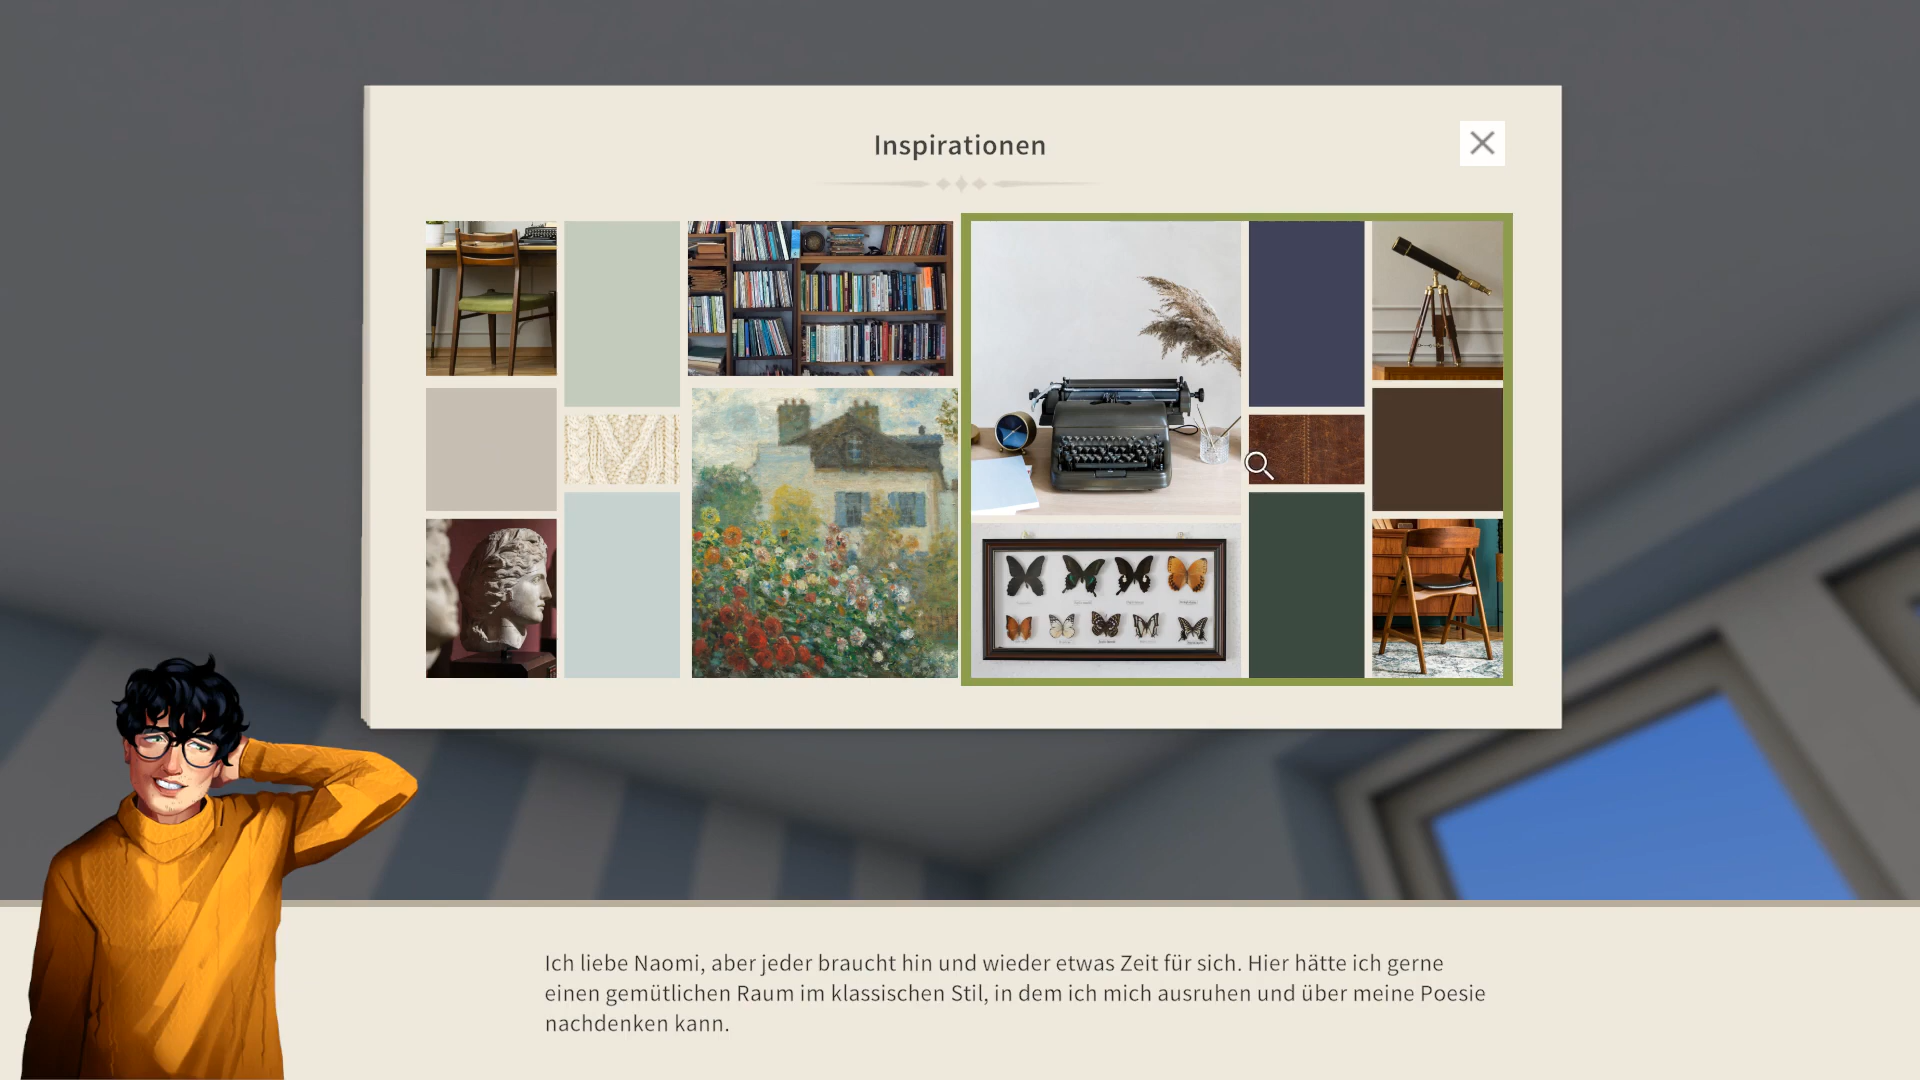 Inspirationen
Ich liebe Naomi, aber jeder braucht hin und wieder etwas Zeit für sich. Hier hätte ich gerne
einen gemütlichen Raum im klassischen Stil, in dem ich mich ausruhen und über meine Poesie
nachdenken kann.